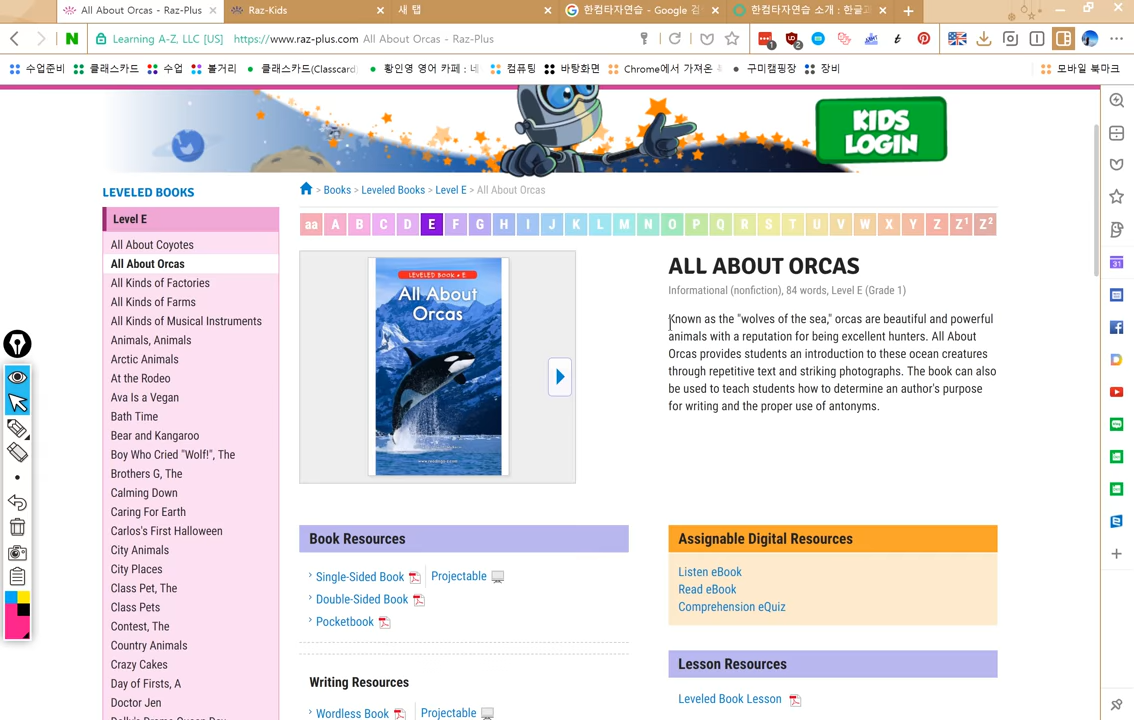 All About Orcas - Raz-Plus
Raz-Kids
새 탭
한컴타자연습 - Google 검
한컴타자연습 소개 : 한글과
Learning A-Z, LLC [US]
https://www.raz-plus.com All About Orcas - Raz-Plus
수업준비
클래스카드
수업
볼거리
클래스카드(Classcard
황인영 영어 카페 : 네
컴퓨팅
바탕화면
Chrome에서 가져온
구미캠핑장
장비
모바일 북마크
KIDS
LOGIN
LEVELED BOOKS
Level E
All About Coyotes
All About Orcas
All Kinds of Factories
All Kinds of Farms
All Kinds of Musical Instruments
Animals, Animals
Arctic Animals
At the Rodeo
Ava Is a Vegan
Bath Time
Bear and Kangaroo
Boy Who Cried "Wolf!", The
Brothers G, The
Calming Down
Caring For Earth
Carlos's First Halloween
City Animals
City Places
Class Pet, The
Class Pets
Contest, The
Country Animals
Crazy Cakes
Day of Firsts, A
Doctor Jen
> Books > Leveled Books > Level E > All About Orcas
aa A B C D E F G H I J K L M N O P Q R S T U V W X Y Z Z¹ Z²
LEVELED BOOK • E
All About
Orcas
ALL ABOUT ORCAS
Informational (nonfiction), 84 words, Level E (Grade 1)
Known as the "wolves of the sea," orcas are beautiful and powerful
animals with a reputation for being excellent hunters. All About
Orcas provides students an introduction to these ocean creatures
through repetitive text and striking photographs. The book can also
be used to teach students how to determine an author's purpose
for writing and the proper use of antonyms.
Book Resources
Single-Sided Book
Projectable
Double-Sided Book
Pocketbook
Writing Resources
Wordless Book
Projectable
Assignable Digital Resources
Listen eBook
Read eBook
Comprehension eQuiz
Lesson Resources
Leveled Book Lesson